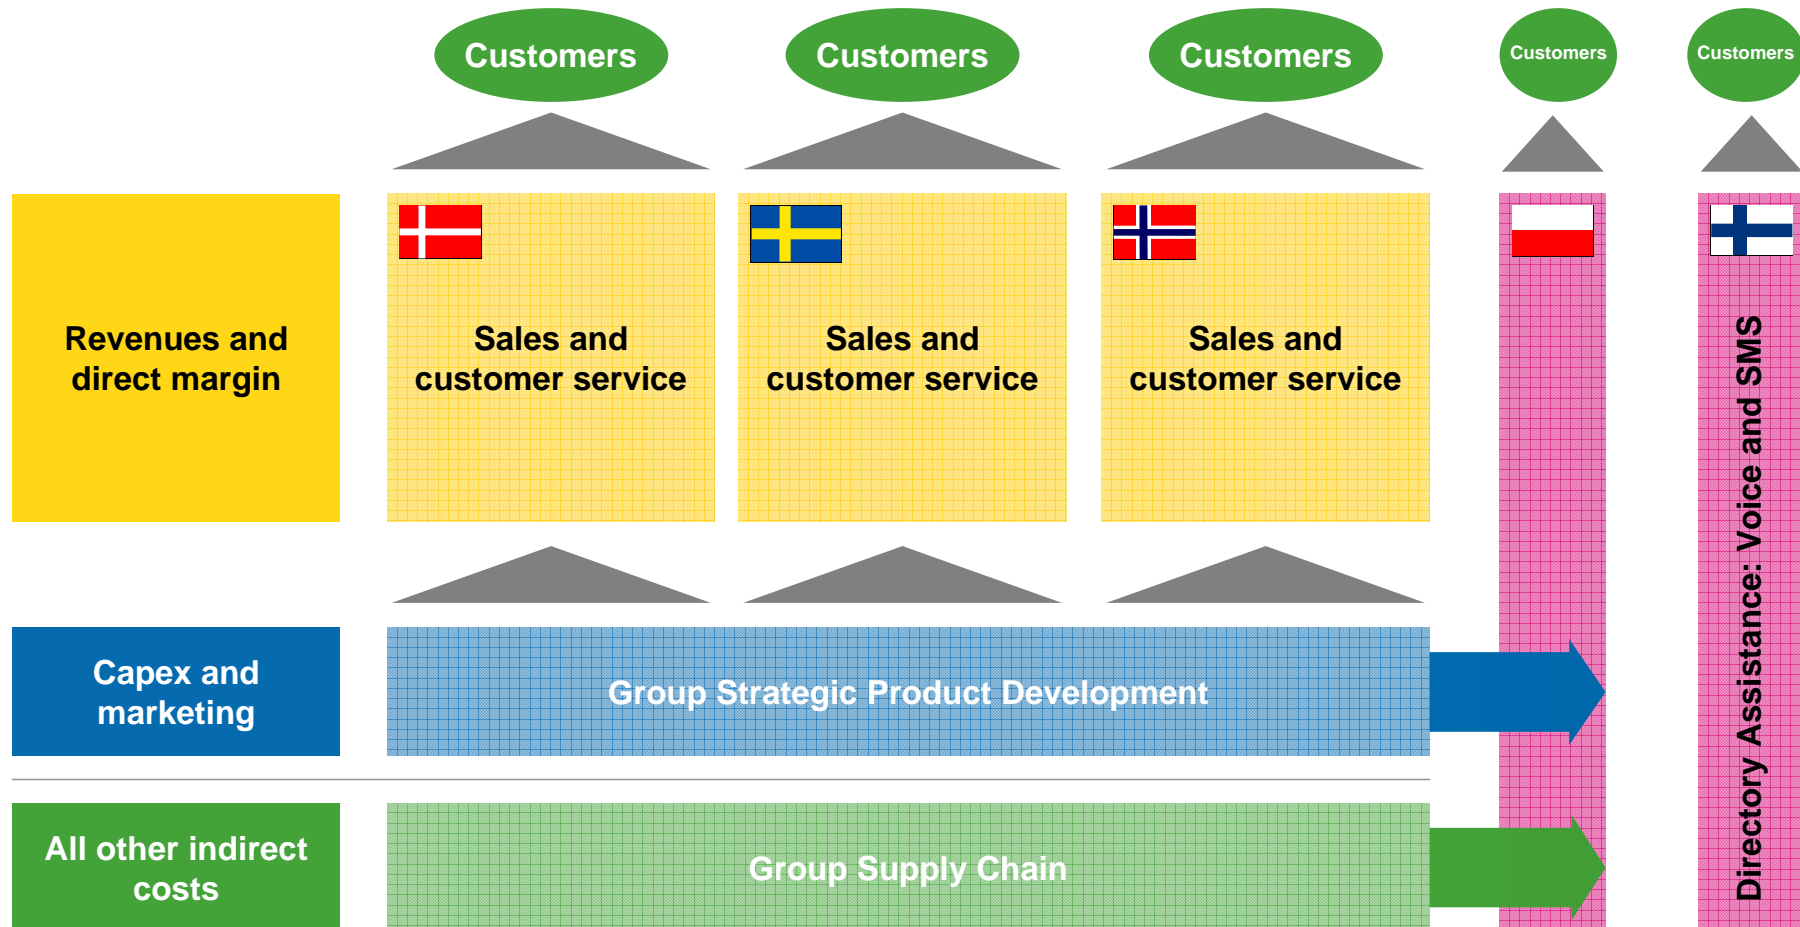 Customers
Customers
Customers
Customers
Customers
Revenues and
direct margin
Sales and
customer service
Sales and
customer service
Sales and
customer service
Directory Assistance: Voice and SMS
Capex and
marketing
Group Strategic Product Development
All other indirect
costs
Group Supply Chain